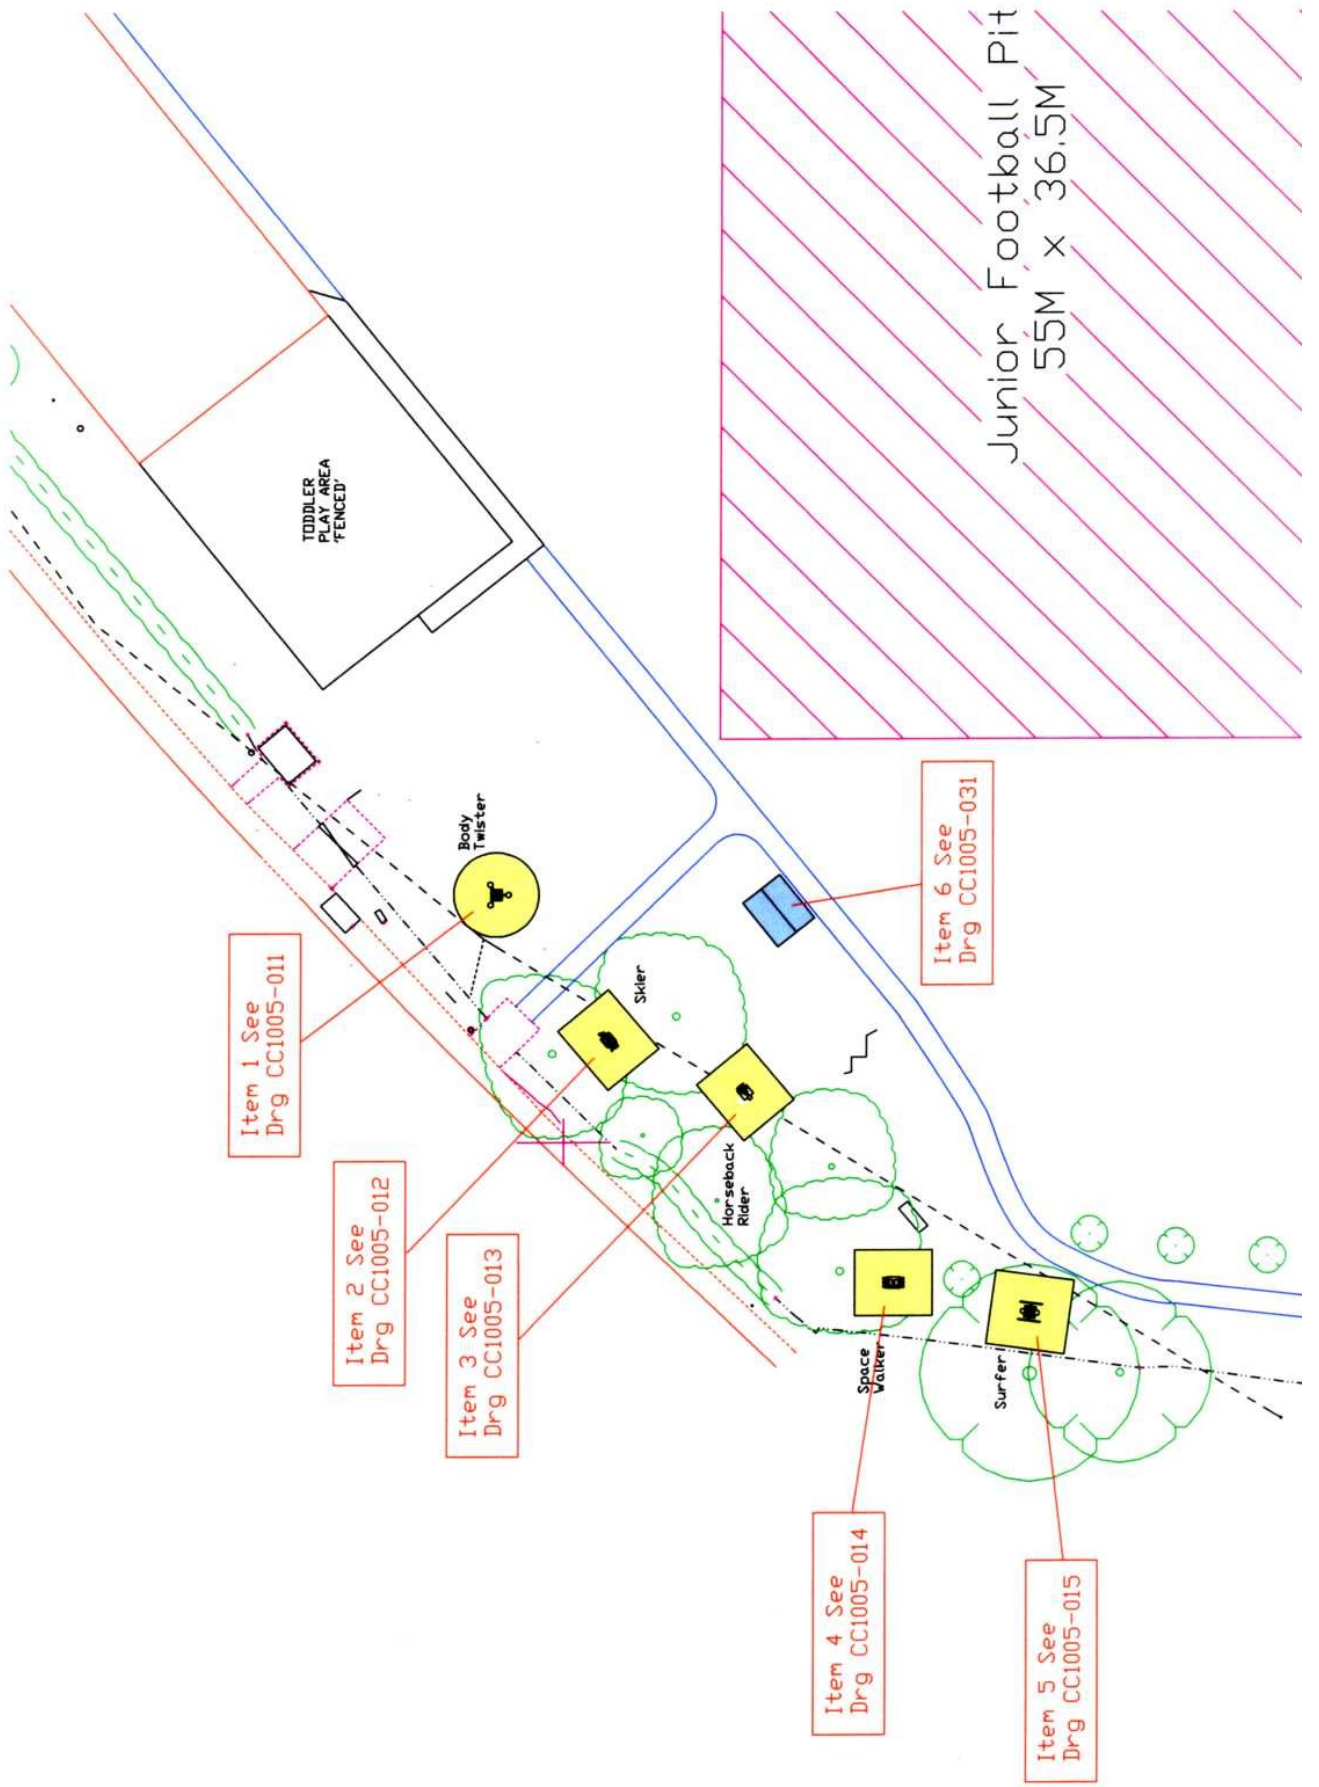 Junior Football Pit
55M x 36.5M
TODDLER
PLAY AREA
'FENCED'
Body
Twister
Item 1 See
Drg CC1005-011
Item 6 See
Drg CC1005-031
Skier
Item 2 See
Drg CC1005-012
Horseback
Rider
Item 3 See
Drg CC1005-013
Space
Walker
Surfer
Item 4 See
Drg CC1005-014
Item 5 See
Drg CC1005-015